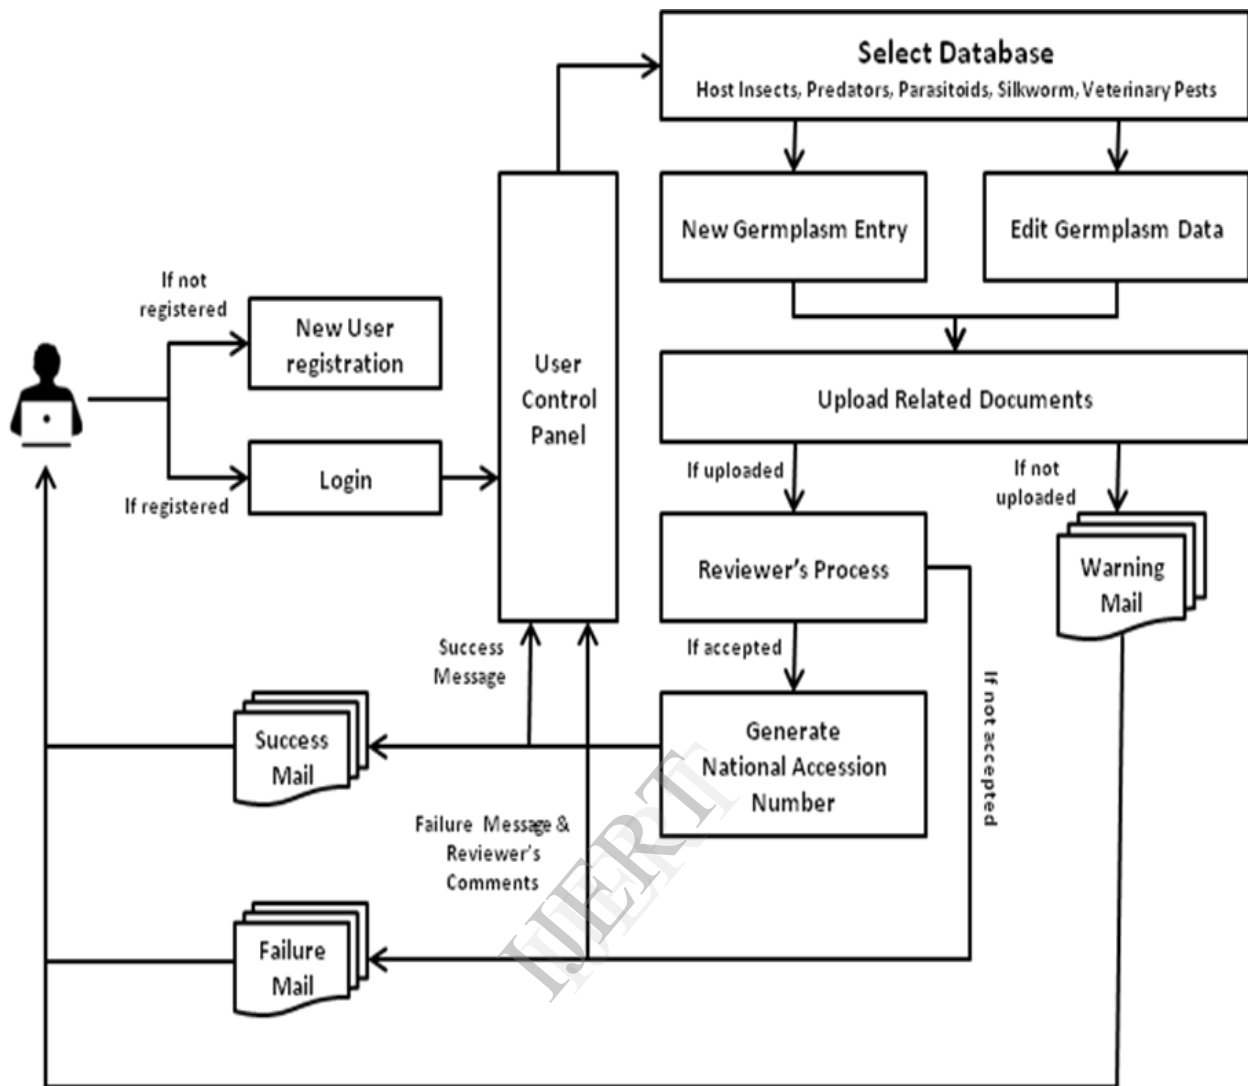 Select Database
Host Insects, Predators, Parasitoids, Silkworm, Veterinary Pests
New Germplasm Entry
Edit Germplasm Data
If not
registered
New User
registration
User
Control
Panel
Upload Related Documents
Login
If registered
If uploaded
If not
uploaded
Reviewer's Process
Warning
Mail
Success
Message
If accepted
If not accepted
Generate
National Accession
Number
Success
Mail
Failure Message &
Reviewer's
Comments
Failure
Mail
IJERT